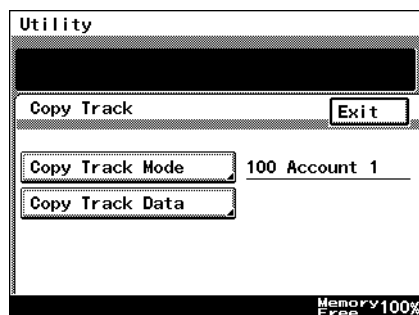 Utility
Copy Track
Exit
Copy Track Mode
100 Account 1
Copy Track Data
Memory Free 100%